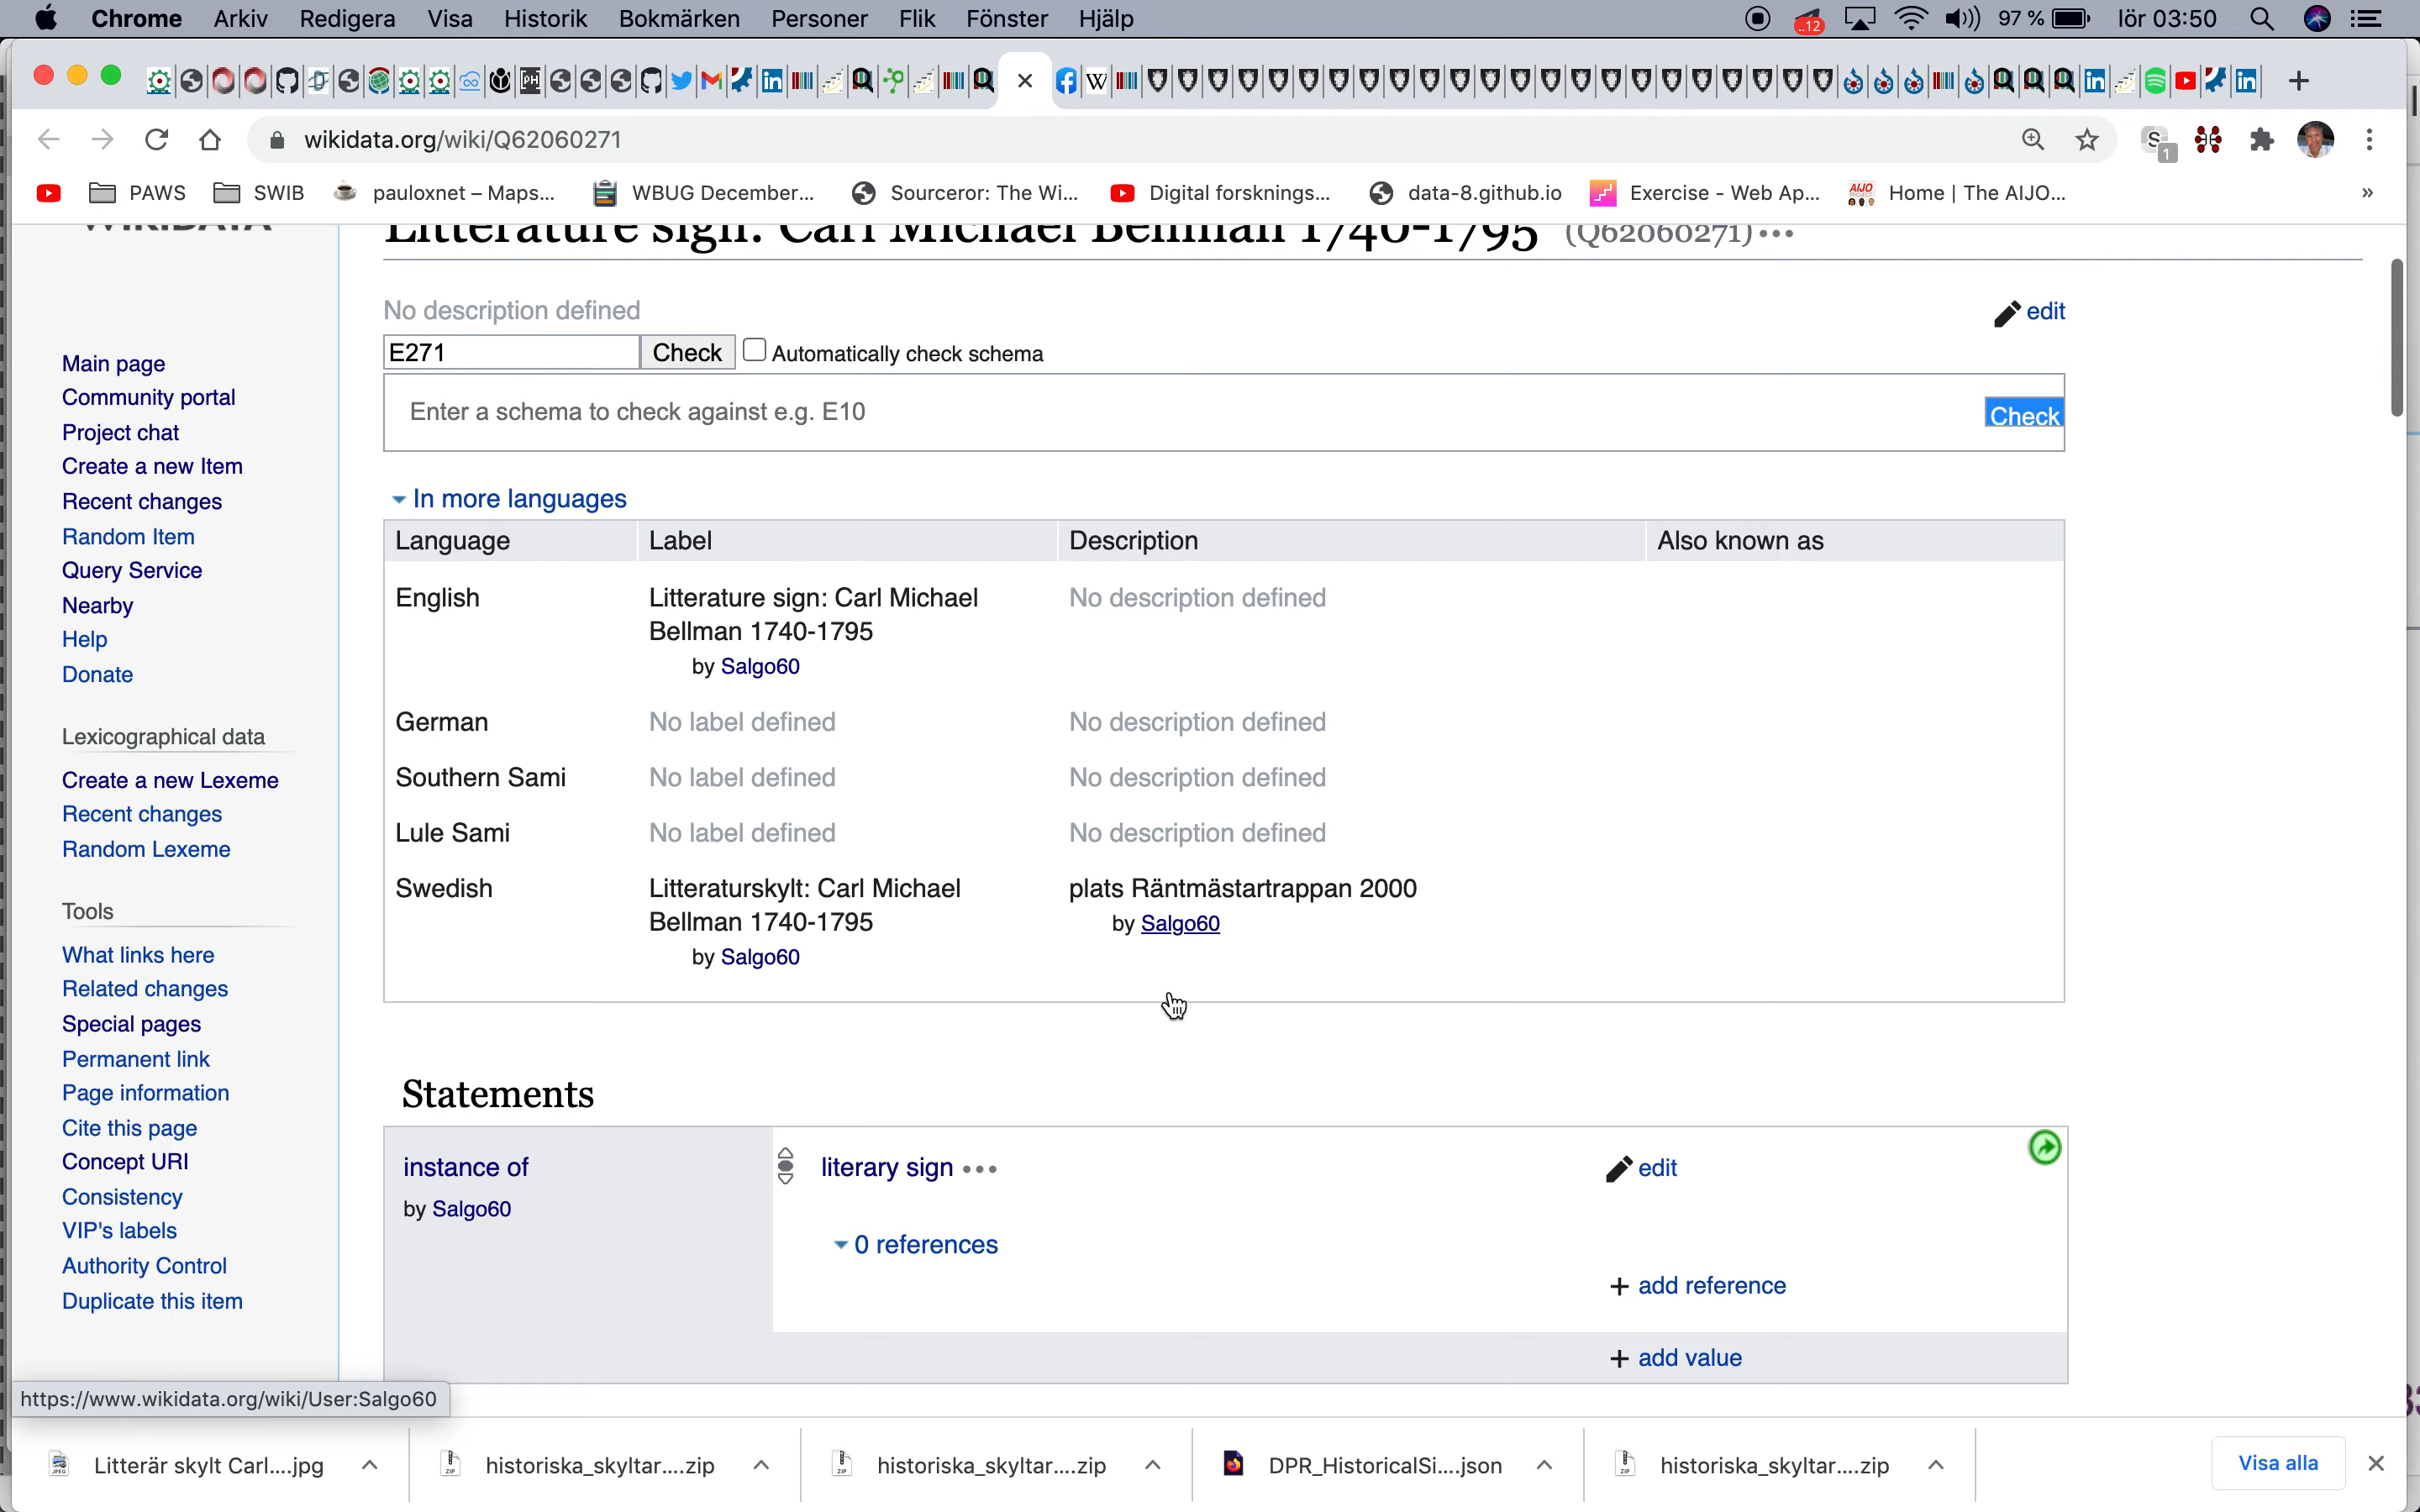 Chrome Arkiv Redigera Visa Historik Bokmärken Personer Flik Fönster Hjälp ..12 97 % lör 03:50
wikidata.org/wiki/Q62060271
PAWS SWIB pauloxnet – Maps... WBUG December... Sourceror: The Wi... Digital forsknings... data-8.github.io Exercise - Web Ap... Home | The AIJO... »
WIKIDATA
Litterature sign: Carl Michael Bellman 1740-1795 (Q62060271)
No description defined
edit
E271 Check Automatically check schema
Enter a schema to check against e.g. E10 Check
In more languages
Language Label Description Also known as
English Litterature sign: Carl Michael No description defined
Bellman 1740-1795
by Salgo60
German No label defined No description defined
Southern Sami No label defined No description defined
Lule Sami No label defined No description defined
Swedish Litteraturskylt: Carl Michael plats Räntmästartrappan 2000
Bellman 1740-1795 by Salgo60
by Salgo60
Statements
instance of literary sign edit
by Salgo60
0 references
+ add reference
+ add value
Main page
Community portal
Project chat
Create a new Item
Recent changes
Random Item
Query Service
Nearby
Help
Donate
Lexicographical data
Create a new Lexeme
Recent changes
Random Lexeme
Tools
What links here
Related changes
Special pages
Permanent link
Page information
Cite this page
Concept URI
Consistency
VIP's labels
Authority Control
Duplicate this item
https://www.wikidata.org/wiki/User:Salgo60
Litterär skylt Carl....jpg historiska_skyltar....zip historiska_skyltar....zip DPR_HistoricalSi....json historiska_skyltar....zip Visa alla